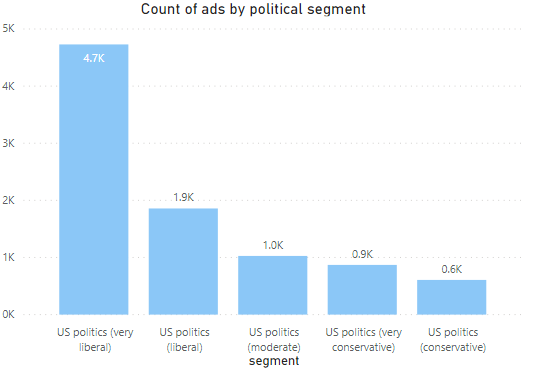 Count of ads by political segment
5K
4K
3K
2K
1K
0K
4.7K
1.9K
1.0K
0.9K
0.6K
US politics (very
liberal)
US politics
(liberal)
US politics
(moderate)
US politics (very
conservative)
US politics
(conservative)
segment